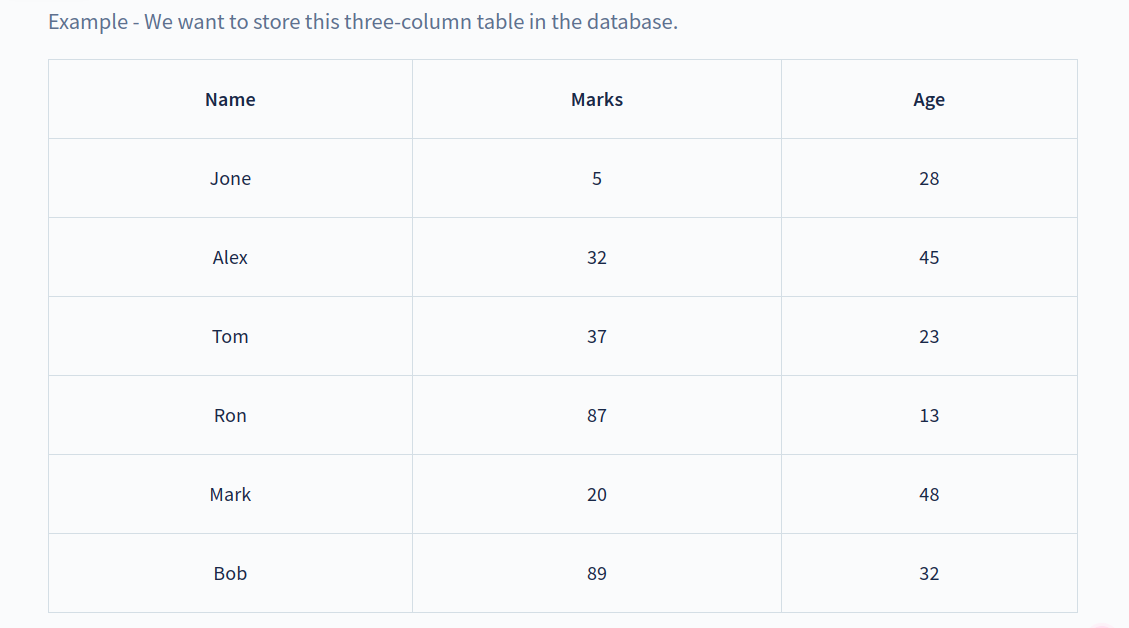 Example - We want to store this three-column table in the database.
Name Marks Age
Jone 5 28
Alex 32 45
Tom 37 23
Ron 87 13
Mark 20 48
Bob 89 32